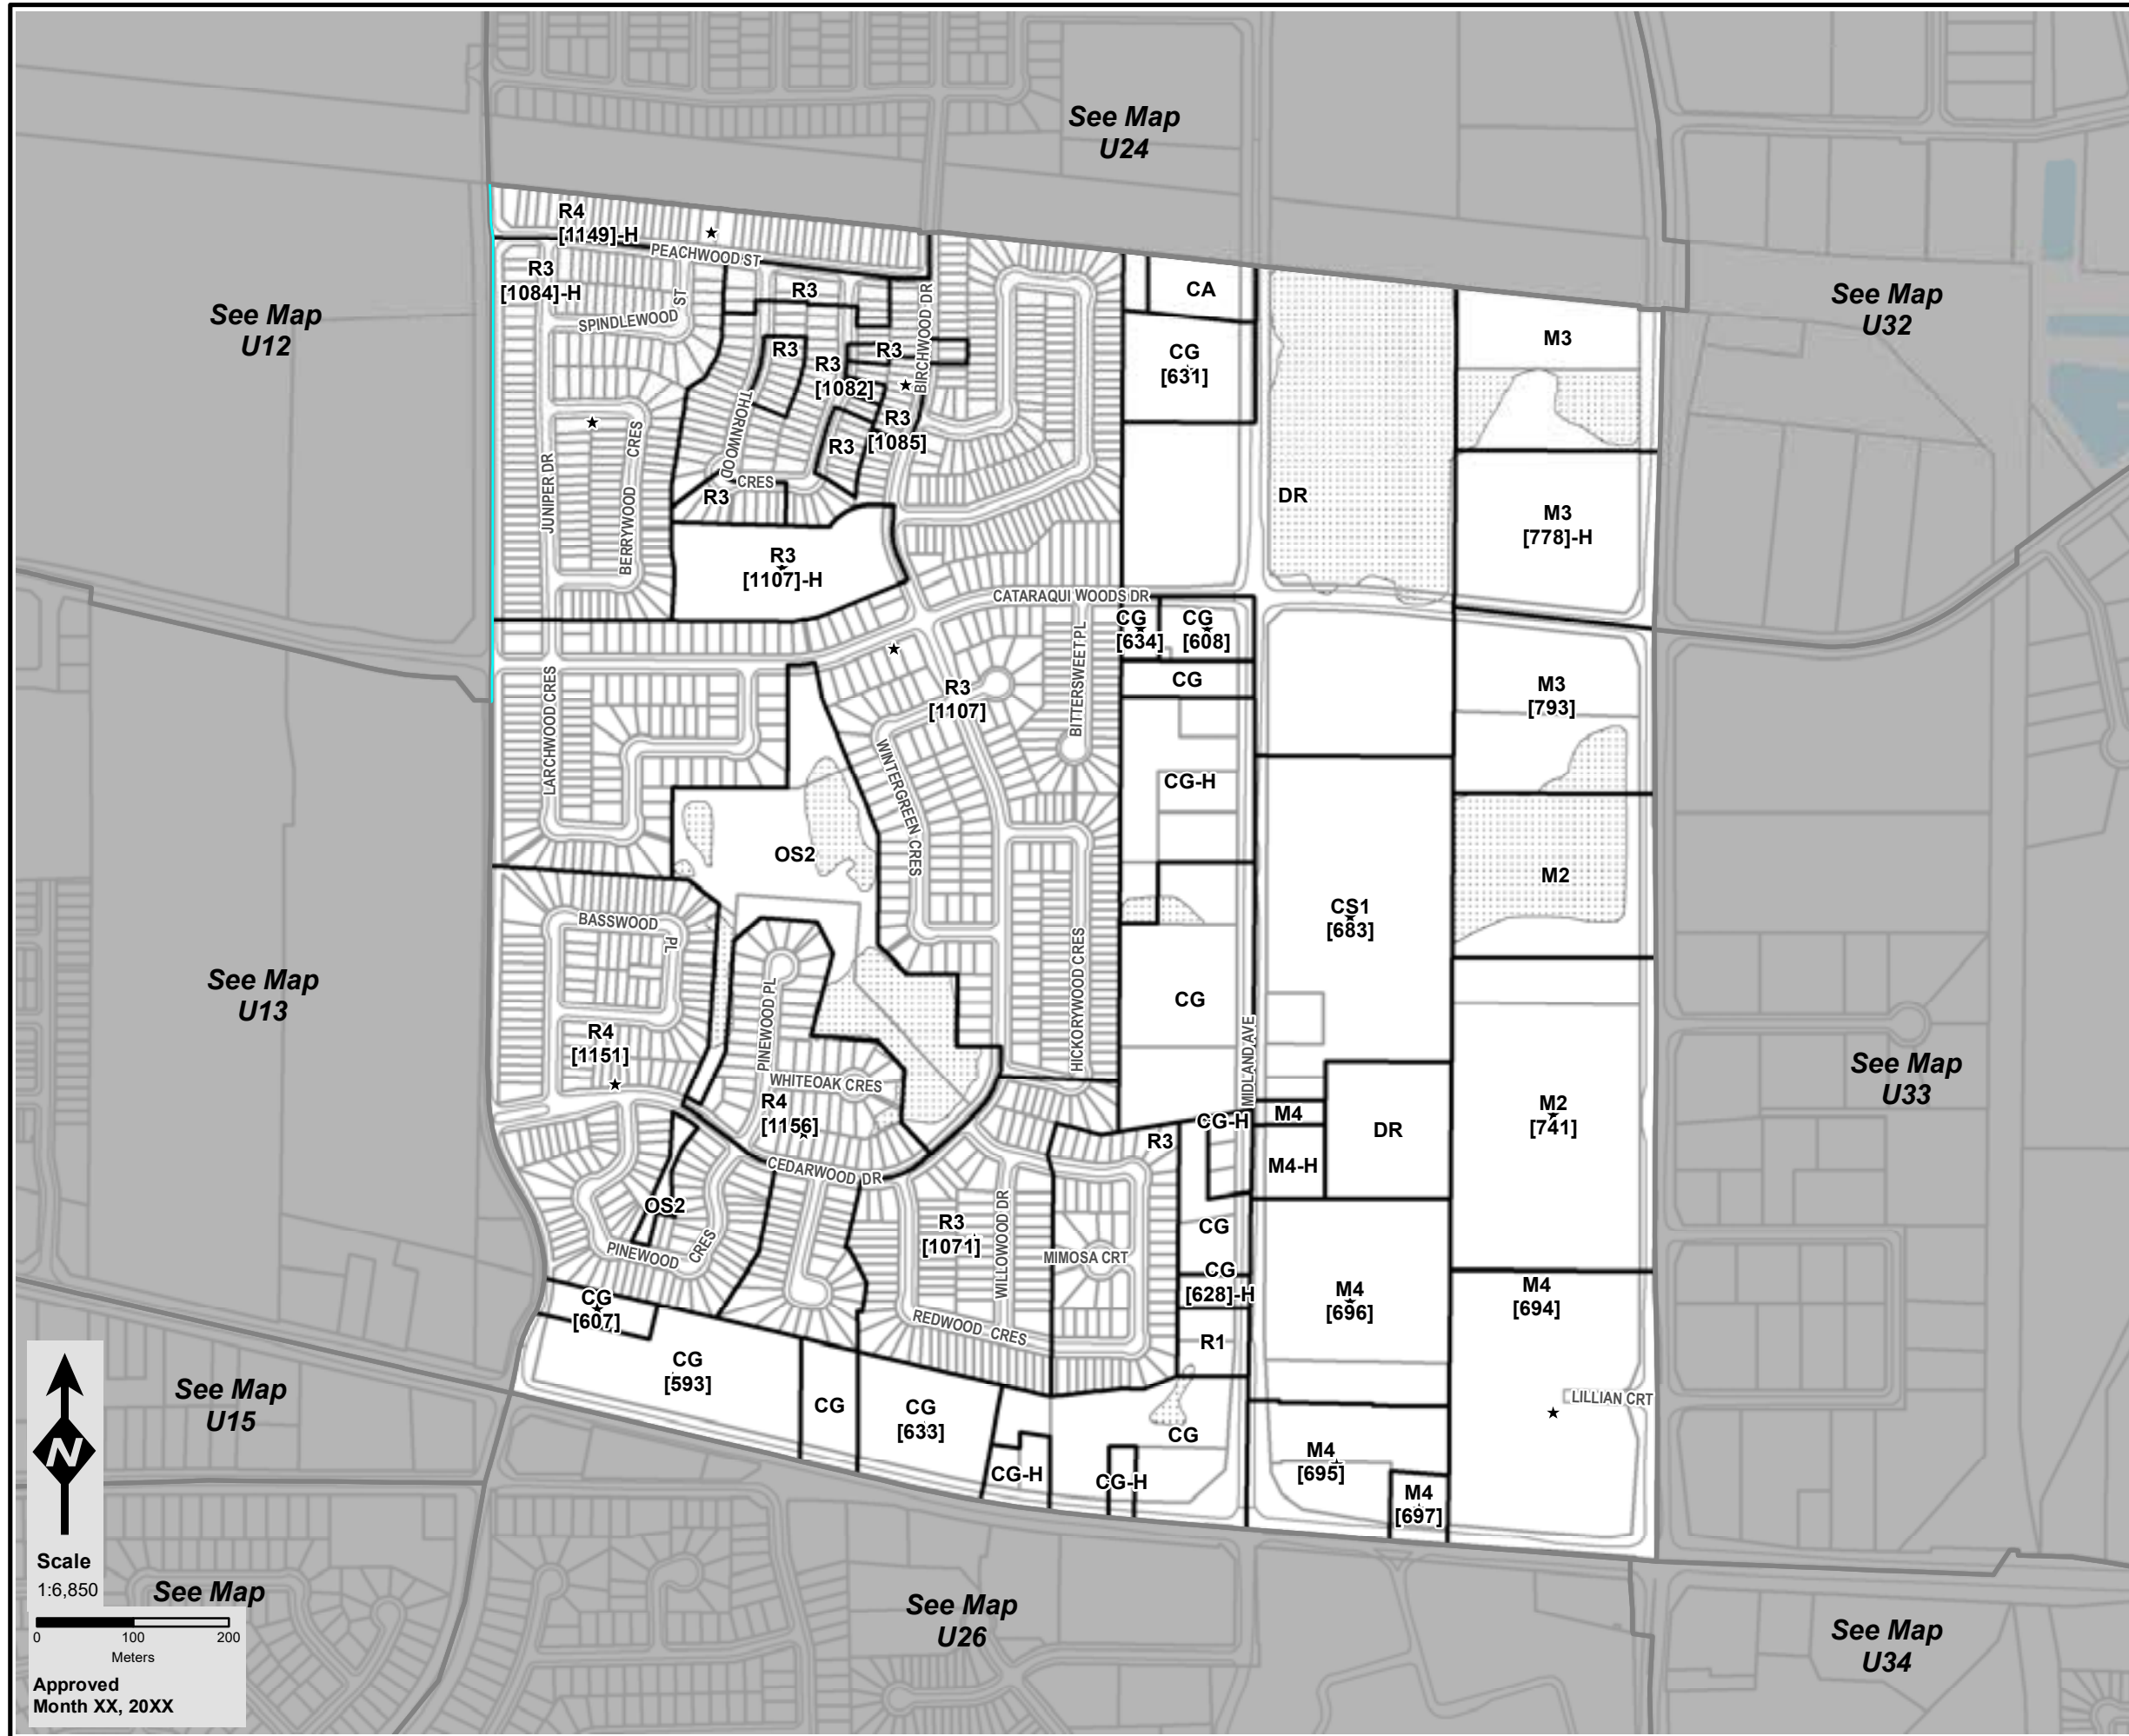 See Map
U24
R4
[1149]-H
PEACHWOOD ST
R3
[1084]-H
SPINDLEWOOD
ST
R3
CA
See Map
U12
See Map
U32
R3
R3
R3
[1082]
BIRCHWOOD DR
CG
[631]
M3
THORNWOOD
CRES
R3
R3
[1085]
R3
JUNIPER DR
BERRYWOOD
CRES
DR
M3
[778]-H
R3
[1107]-H
CATARAQUI WOODS DR
CG
[634]
CG
[608]
CG
BITTERSWEET PL
R3
[1107]
M3
[793]
LARCHWOOD CRES
WINTERGREEN CRES
CG-H
OS2
M2
CS1
[683]
BASSWOOD
PL
See Map
U13
CG
HICKORYWOOD CRES
MIDLAND AVE
PINEWOOD PL
R4
[1151]
WHITEOAK CRES
R4
[1156]
See Map
U33
M2
[741]
CG-H
M4
DR
R3
M4-H
CEDARWOOD DR
OS2
PINEWOOD
CRES
R3
[1071]
WILLOWOOD DR
MIMOSA CRT
CG
CG
[628]-H
M4
[696]
M4
[694]
CG
[607]
REDWOOD CRES
R1
CG
[593]
CG
CG
[633]
LILLIAN CRT
See Map
U15
CG
CG-H
CG-H
M4
[695]
M4
[697]
N
Scale
1:6,850
See Map
0 100 200
Meters
Approved
Month XX, 20XX
See Map
U26
See Map
U34